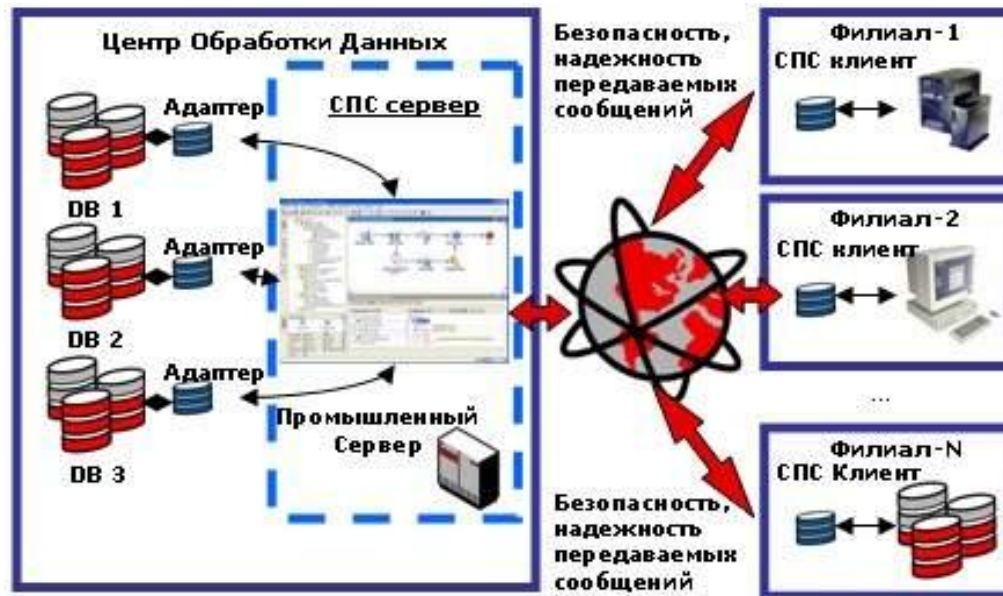 Центр Обработки Данных
Адаптер
DB 1
Адаптер
DB 2
Адаптер
DB 3
СПС сервер
Промышленный
Сервер
Безопасность,
надежность
передаваемых
сообщений
Безопасность,
надежность
передаваемых
сообщений
Филиал-1
СПС клиент
Филиал-2
СПС клиент
...
Филиал-N
СПС Клиент